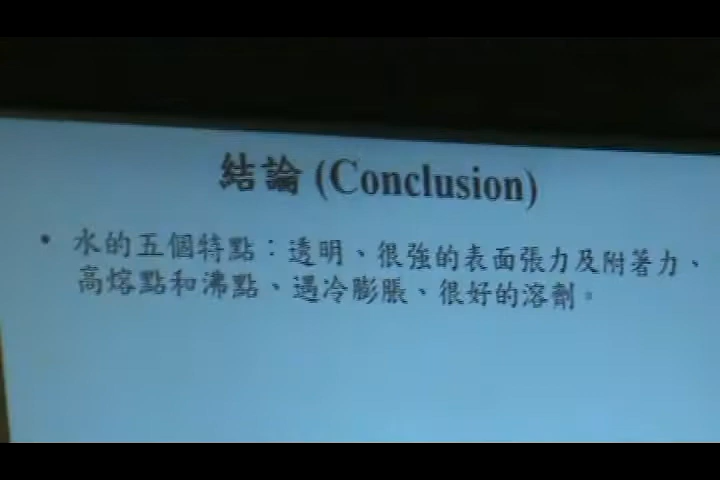 結論 (Conclusion)
• 水的五個特點：透明、很強的表面張力及附著力、
高熔點和沸點、遇冷膨脹、很好的溶劑。